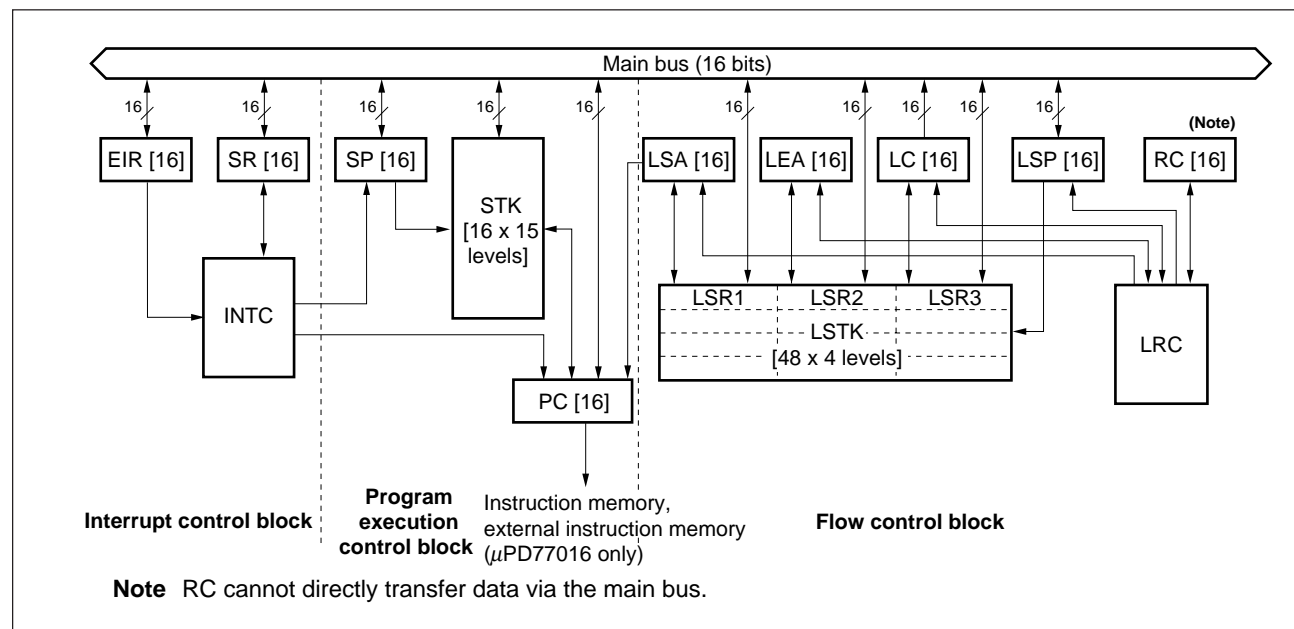 Main bus (16 bits)
16 16 16 16 16 16 16 16 16 16
(Note)
EIR [16] SR [16] SP [16] LSA [16] LEA [16] LC [16] LSP [16] RC [16]
STK
[16 x 15
levels]
INTC
LSR1 LSR2 LSR3
LSTK
[48 x 4 levels]
LRC
PC [16]
Interrupt control block
Program
execution
control block
Instruction memory,
external instruction memory
(µPD77016 only)
Flow control block
Note RC cannot directly transfer data via the main bus.